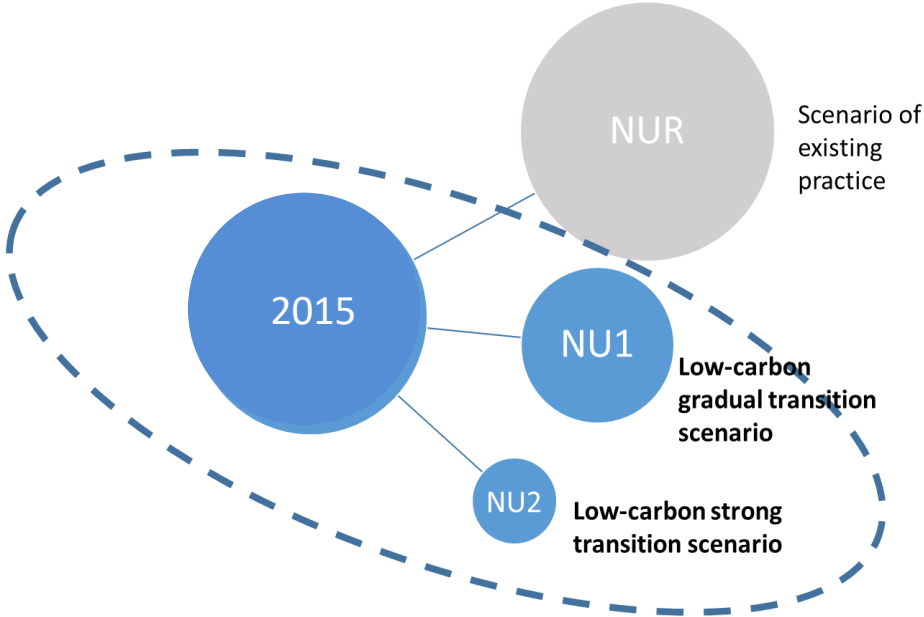 NUR
Scenario of
existing
practice
2015
NU1
Low-carbon
gradual transition
scenario
NU2
Low-carbon strong
transition scenario